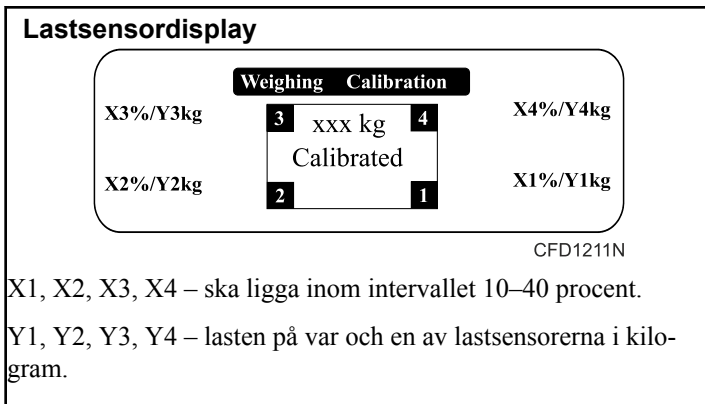 Lastsensordisplay
Weighing Calibration
X3%/Y3kg 3 xxx kg 4 X4%/Y4kg
Calibrated
X2%/Y2kg 2 1 X1%/Y1kg
CFD1211N
X1, X2, X3, X4 – ska ligga inom intervallet 10–40 procent.
Y1, Y2, Y3, Y4 – lasten på var och en av lastsensorerna i kilo-
gram.